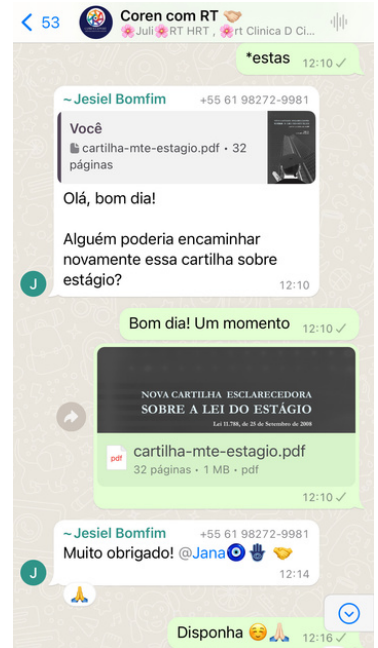 53
Coren com RT 🤝
🌸Juli🌸RT HRT , 🌸rt Clinica D Ci...
*estas 12:10 ✓
~Jesiel Bomfim +55 61 98272-9981
Você
cartilha-mte-estagio.pdf • 32
páginas
Olá, bom dia!
Alguém poderia encaminhar
novamente essa cartilha sobre
estágio?
12:10
J
Bom dia! Um momento 12:10 ✓
NOVA CARTILHA ESCLARECEDORA
SOBRE A LEI DO ESTÁGIO
Lei 11.788, de 25 de Setembro de 2008
pdf
cartilha-mte-estagio.pdf
32 páginas • 1 MB • pdf
12:10 ✓
~Jesiel Bomfim +55 61 98272-9981
Muito obrigado! @Jana🧿🪬 🤝
12:14
J
🙏
Disponha ☺️🙏🏻 12:16 ✓